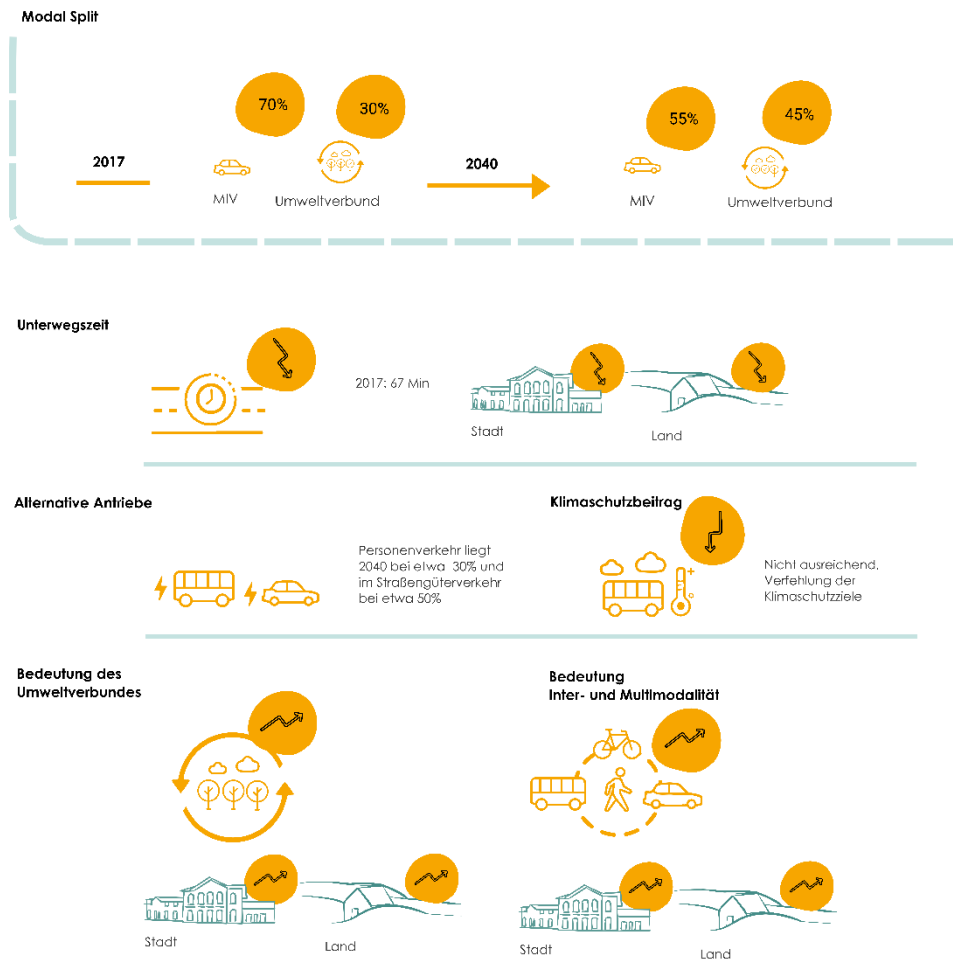 Modal Split
70%
30%
55%
45%
2017
2040
MIV
Umweltverbund
MIV
Umweltverbund
Unterwegszeit
2017: 67 Min
Stadt
Land
Alternative Antriebe
Personenverkehr liegt
2040 bei etwa 30% und
im Straßengüterverkehr
bei etwa 50%
Klimaschutzbeitrag
Nicht ausreichend,
Verfehlung der
Klimaschutzziele
Bedeutung des
Umweltverbundes
Stadt
Land
Bedeutung
Inter- und Multimodalität
Stadt
Land